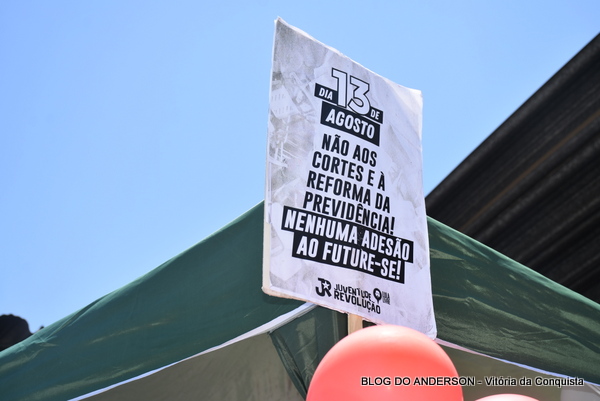 DIA 13 DE
AGOSTO
NÃO AOS
CORTES E À
REFORMA DA
PREVIDÊNCIA!
NENHUMA ADESÃO
AO FUTURE-SE!
JR JUVENTUDE
REVOLUÇÃO
BLOG DO ANDERSON - Vitória da Conquista